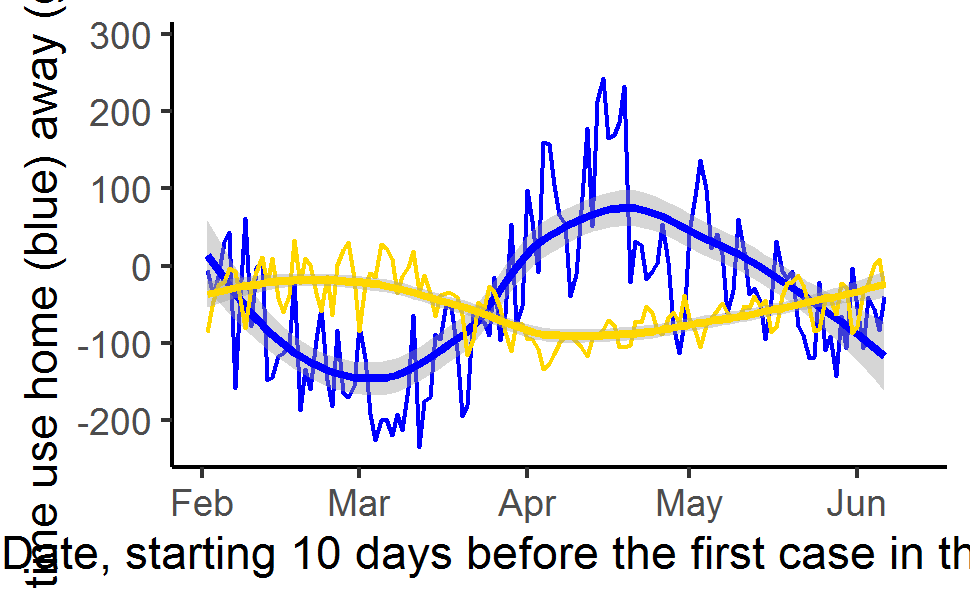 time use home (blue) away (
300
200
100
0
-100
-200
Feb Mar Apr May Jun
Date, starting 10 days before the first case in th